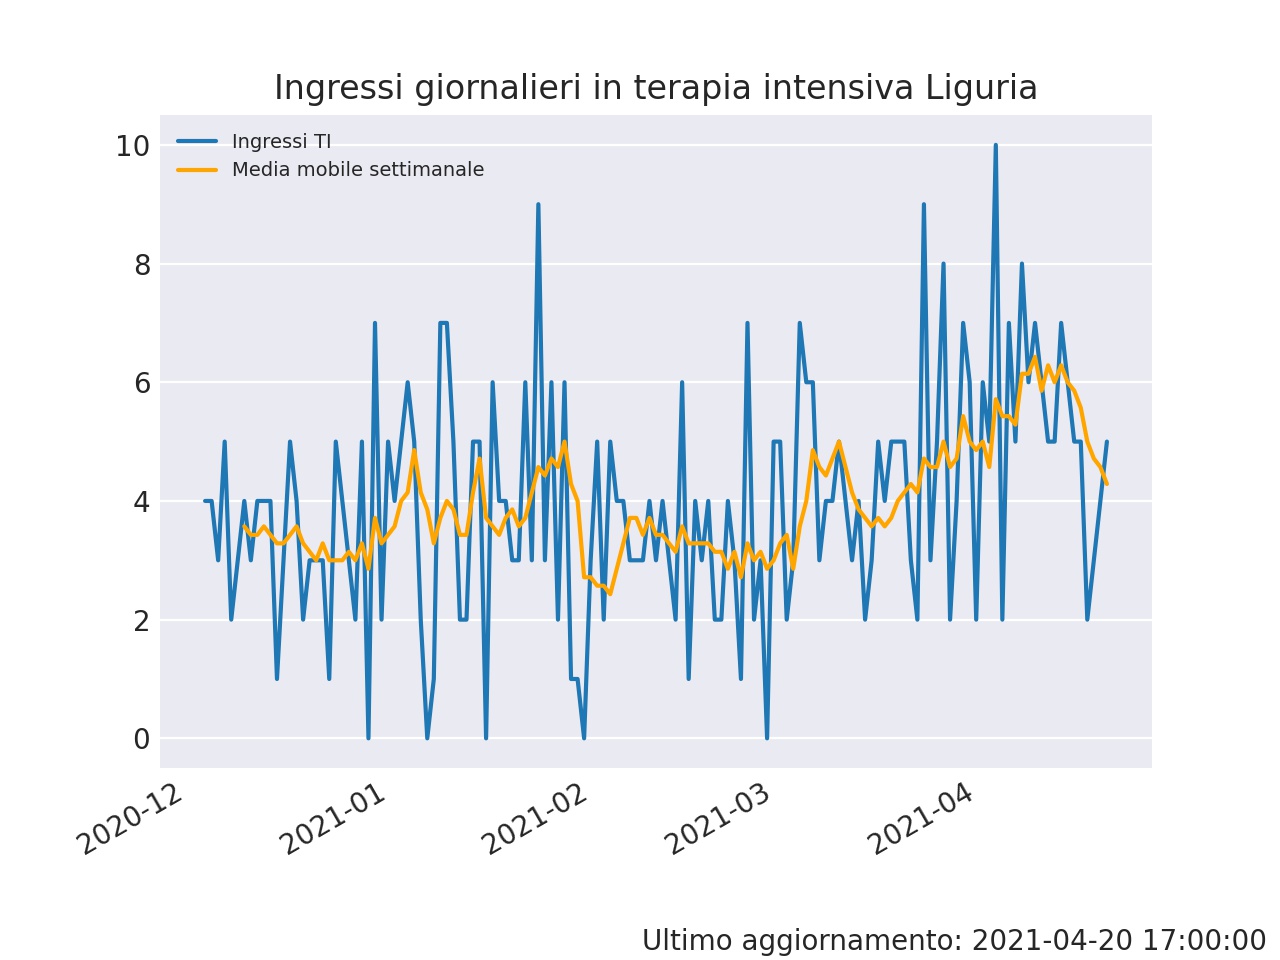 Ingressi giornalieri in terapia intensiva Liguria
10
Ingressi TI
Media mobile settimanale
8
6
4
2
0
2020-12
2021-01
2021-02
2021-03
2021-04
Ultimo aggiornamento: 2021-04-20 17:00:00